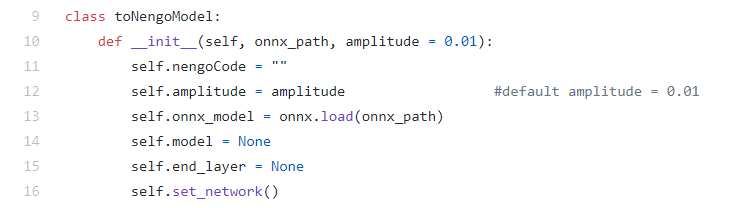 9 class toNengoModel:
10     def __init__(self, onnx_path, amplitude = 0.01):
11         self.nengoCode = ""
12         self.amplitude = amplitude                  #default amplitude = 0.01
13         self.onnx_model = onnx.load(onnx_path)
14         self.model = None
15         self.end_layer = None
16         self.set_network()